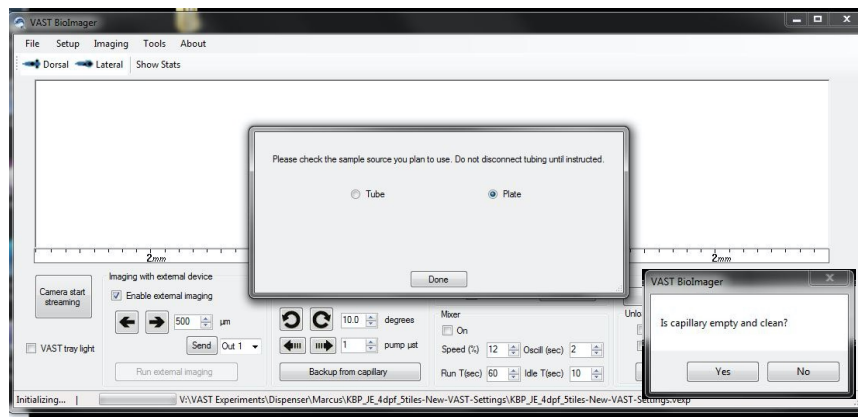 VAST BioImager
File Setup Imaging Tools About
Dorsal Lateral Show Stats
Please check the sample source you plan to use. Do not disconnect tubing until instructed.
Tube Plate
Done
2mm 2mm
Camera start
streaming
VAST tray light
Imaging with external device
Enable external imaging
500 µm
Send Out 1
Run external imaging
10.0 degrees
1 pump µst
Backup from capillary
Mixer
On
Speed (%) 12 Oscill (sec) 2
Run T(sec) 60 Idle T(sec) 10
Unlo
VAST BioImager
Is capillary empty and clean?
Yes No
Initializing... | V:\VAST Experiments\Dispenser\Marcus\KBP_JE_4dpf_5tiles-New-VAST-Settings\KBP_JE_4dpf_5tiles-New-VAST-Settings.vexp